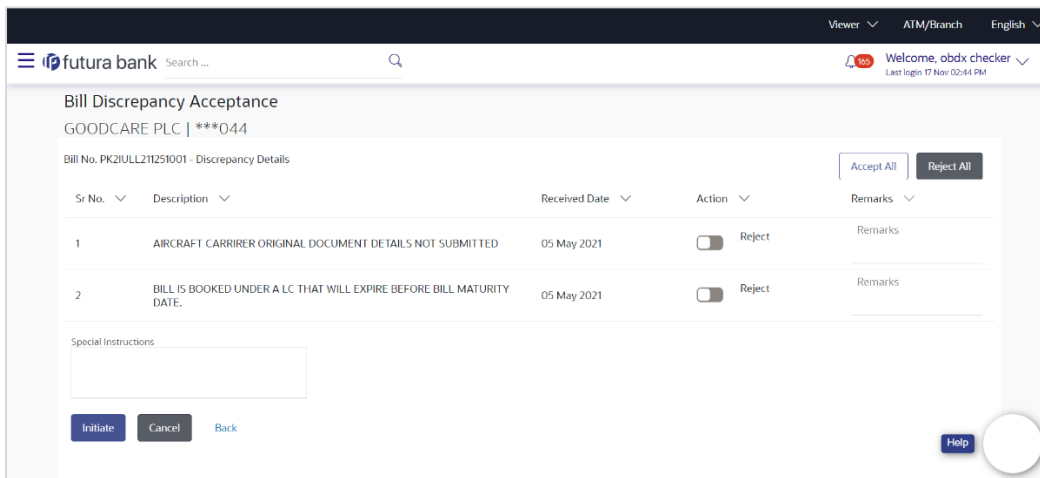 Viewer ATM/Branch English
futura bank Search ... 165 Welcome, obdx checker
Last login 17 Nov 02:44 PM
Bill Discrepancy Acceptance
GOODCARE PLC | ***044
Bill No. PK2IULL211251001 - Discrepancy Details Accept All Reject All
Sr No. Description Received Date Action Remarks
1 AIRCRAFT CARRIRER ORIGINAL DOCUMENT DETAILS NOT SUBMITTED 05 May 2021 Reject Remarks
2 BILL IS BOOKED UNDER A LC THAT WILL EXPIRE BEFORE BILL MATURITY DATE. 05 May 2021 Reject Remarks
Special Instructions
Initiate Cancel Back
Help